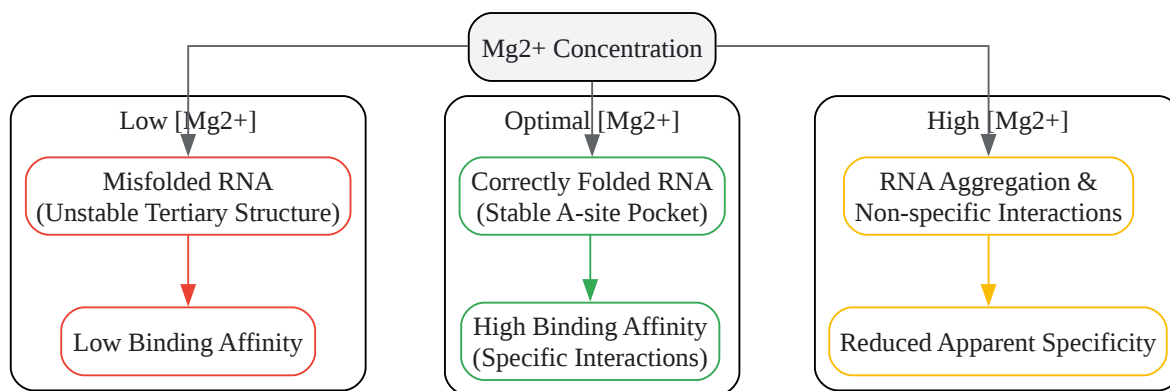 Mg2+ Concentration
Low [Mg2+]
Misfolded RNA
(Unstable Tertiary Structure)
Low Binding Affinity
Optimal [Mg2+]
Correctly Folded RNA
(Stable A-site Pocket)
High Binding Affinity
(Specific Interactions)
High [Mg2+]
RNA Aggregation &
Non-specific Interactions
Reduced Apparent Specificity